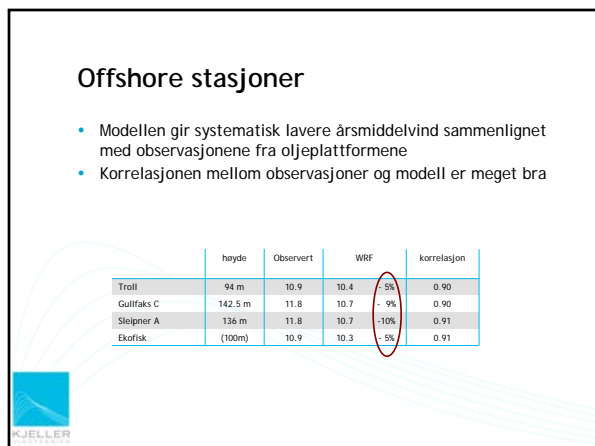 Offshore stasjoner
• Modellen gir systematisk lavere årsmiddelvind sammenlignet
med observasjonene fra oljeplattformene
• Korrelasjonen mellom observasjoner og modell er meget bra
høyde Observert WRF korrelasjon
Troll 94 m 10.9 10.4 - 5% 0.90
Gullfaks C 142.5 m 11.8 10.7 - 9% 0.90
Sleipner A 136 m 11.8 10.7 -10% 0.91
Ekofisk (100m) 10.9 10.3 - 5% 0.91
KJELLER